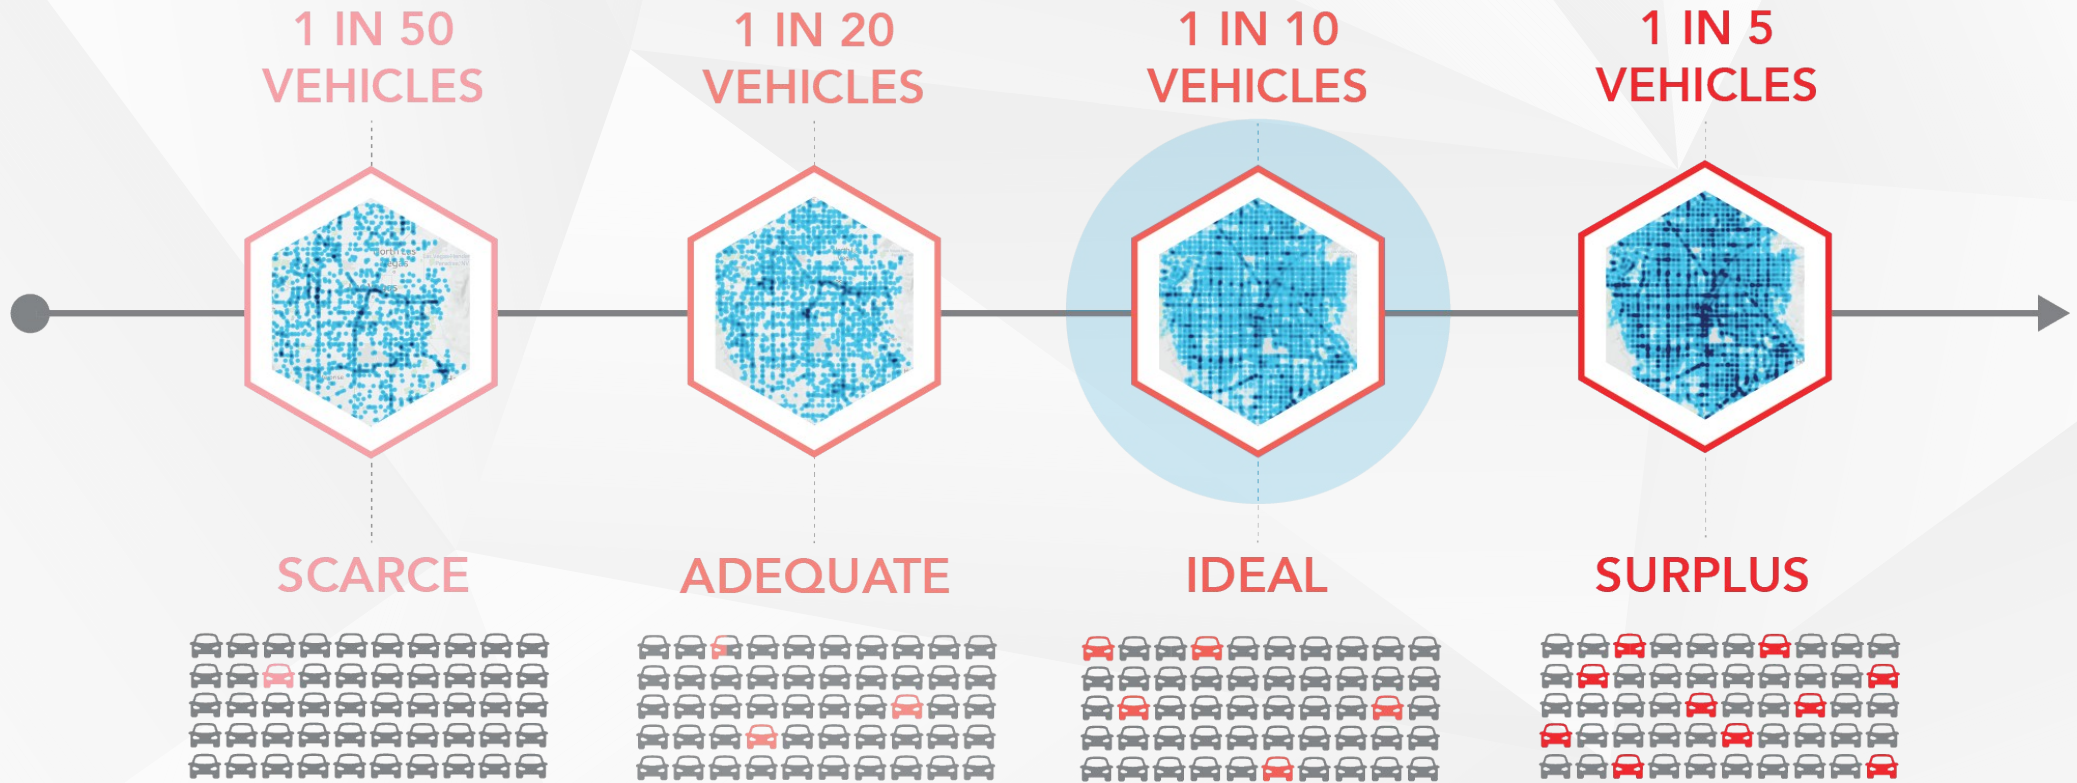 1 IN 50
VEHICLES
1 IN 20
VEHICLES
1 IN 10
VEHICLES
1 IN 5
VEHICLES
SCARCE
ADEQUATE
IDEAL
SURPLUS